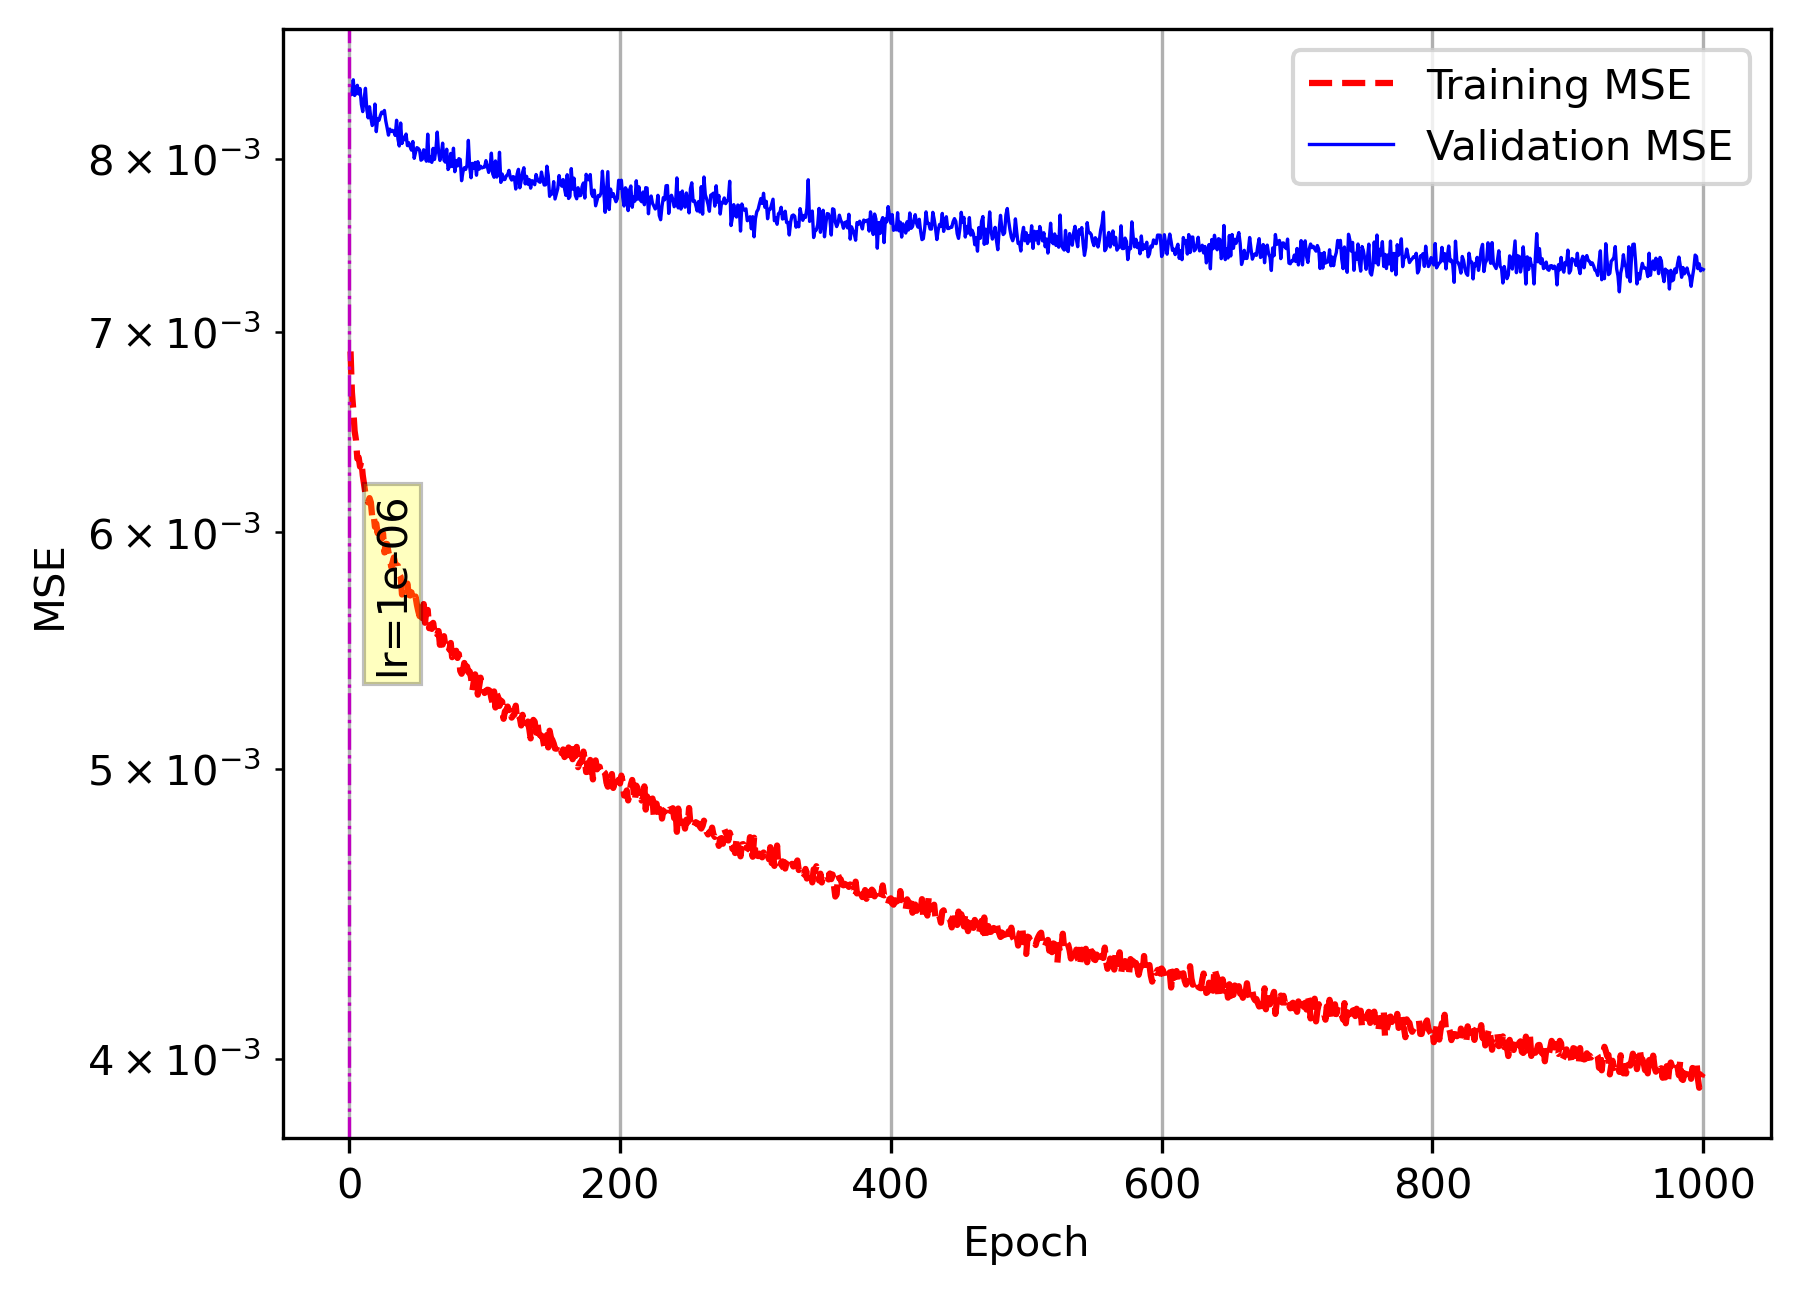 Training MSE
Validation MSE
8 × 10⁻³
7 × 10⁻³
6 × 10⁻³
5 × 10⁻³
4 × 10⁻³
MSE
lr=1e-06
0 200 400 600 800 1000
Epoch